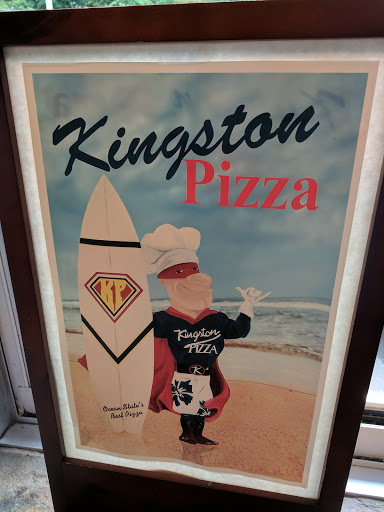 Kingston
Pizza
KP
Kingston
PIZZA
Ocean State's
Best Pizza